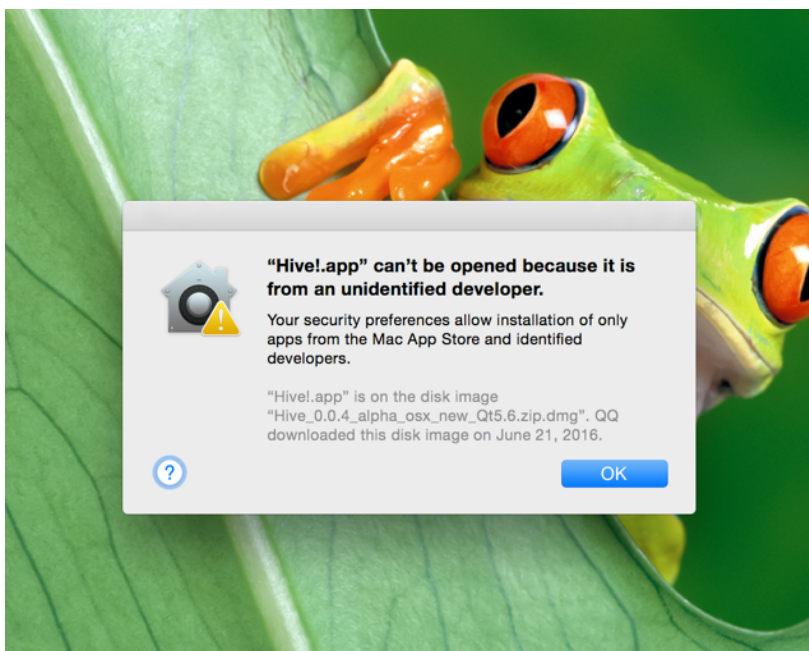 “Hive!.app” can’t be opened because it is
from an unidentified developer.
Your security preferences allow installation of only
apps from the Mac App Store and identified
developers.
“Hive!.app” is on the disk image
“Hive_0.0.4_alpha_osx_new_Qt5.6.zip.dmg”. QQ
downloaded this disk image on June 21, 2016.
?
OK